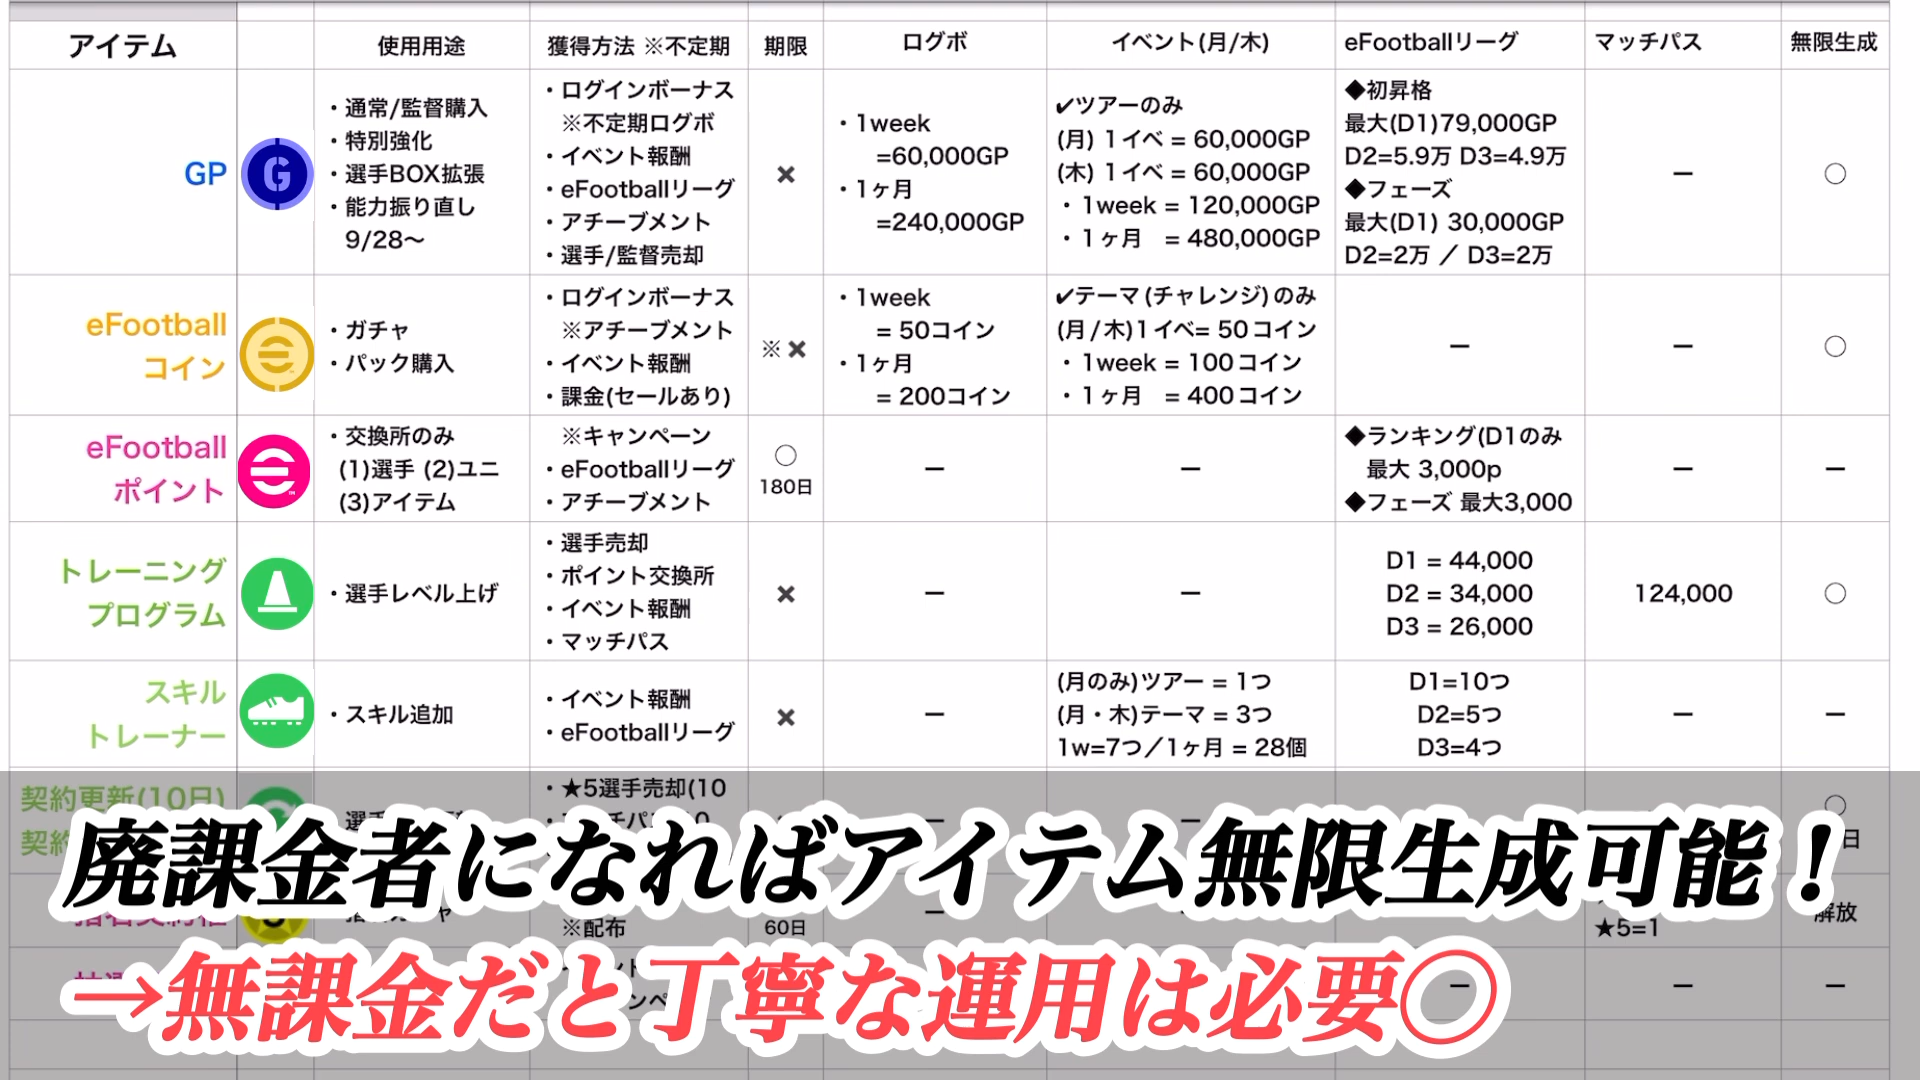 アイテム 使用用途 獲得方法 ※不定期 期限 ログボ イベント(月/木) eFootballリーグ マッチパス 無限生成
GP
G
・通常/監督購入
・特別強化
・選手BOX拡張
・能力振り直し
9/28〜
・ログインボーナス
※不定期ログボ
・イベント報酬
・eFootballリーグ
・アチーブメント
・選手/監督売却
✖
・1week
=60,000GP
・1ヶ月
=240,000GP
✔ツアーのみ
(月) 1イベ = 60,000GP
(木) 1イベ = 60,000GP
・1week = 120,000GP
・1ヶ月 = 480,000GP
◆初昇格
最大(D1)79,000GP
D2=5.9万 D3=4.9万
◆フェーズ
最大(D1) 30,000GP
D2=2万 / D3=2万
ー
○
eFootball
コイン
・ガチャ
・パック購入
・ログインボーナス
※アチーブメント
・イベント報酬
・課金(セールあり)
※✖
・1week
= 50コイン
・1ヶ月
= 200コイン
✔テーマ(チャレンジ)のみ
(月/木)1イベ= 50コイン
・1week = 100コイン
・1ヶ月 = 400コイン
ー
ー
○
eFootball
ポイント
・交換所のみ
(1)選手 (2)ユニ
(3)アイテム
※キャンペーン
・eFootballリーグ
・アチーブメント
○
180日
ー
ー
◆ランキング(D1のみ
最大 3,000p
◆フェーズ 最大3,000
ー
ー
トレーニング
プログラム
・選手レベル上げ
・選手売却
・ポイント交換所
・イベント報酬
・マッチパス
✖
ー
ー
D1 = 44,000
D2 = 34,000
D3 = 26,000
124,000
○
スキル
トレーナー
・スキル追加
・イベント報酬
・eFootballリーグ
✖
ー
(月のみ)ツアー = 1つ
(月・木)テーマ = 3つ
1w=7つ/1ヶ月 = 28個
D1=10つ
D2=5つ
D3=4つ
ー
ー
契約更新(10日)
・★5選手売却(10
○
※配布
60日
★5=1
解放
廃課金者になればアイテム無限生成可能！
→無課金だと丁寧な運用は必要○